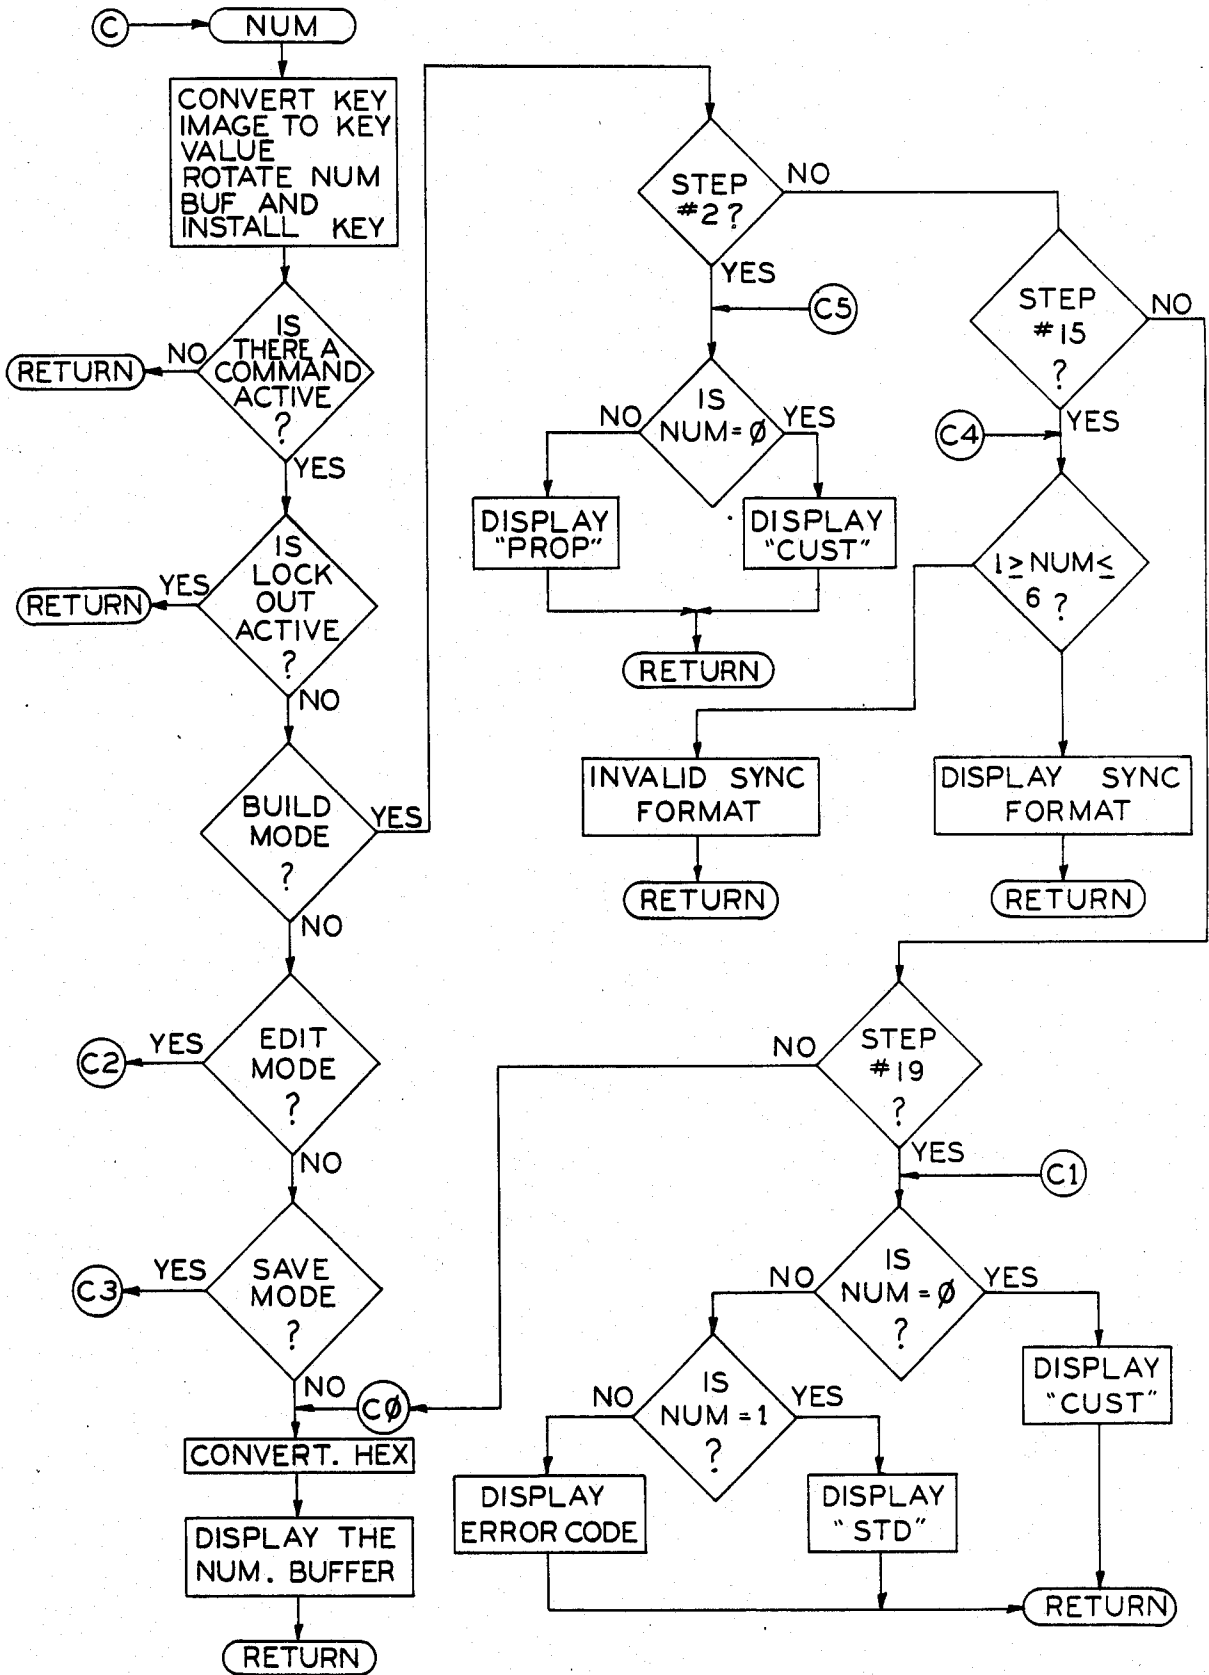 C
NUM
CONVERT KEY
IMAGE TO KEY
VALUE
ROTATE NUM
BUF AND
INSTALL KEY
IS
THERE A
COMMAND
ACTIVE
?
NO
RETURN
YES
IS
LOCK
OUT
ACTIVE
?
YES
RETURN
NO
BUILD
MODE
?
YES
NO
EDIT
MODE
?
YES
C2
NO
SAVE
MODE
?
YES
C3
NO
CØ
CONVERT. HEX
DISPLAY THE
NUM. BUFFER
RETURN
STEP
#2?
NO
YES
C5
IS
NUM=Ø
NO
YES
DISPLAY
"PROP"
DISPLAY
"CUST"
RETURN
STEP
#15
?
NO
YES
C4
1≥NUM≤
6 ?
INVALID SYNC
FORMAT
RETURN
DISPLAY SYNC
FORMAT
RETURN
STEP
#19
?
NO
YES
C1
IS
NUM=Ø
?
NO
YES
DISPLAY
"CUST"
IS
NUM=1
?
NO
YES
DISPLAY
ERROR CODE
DISPLAY
"STD"
RETURN